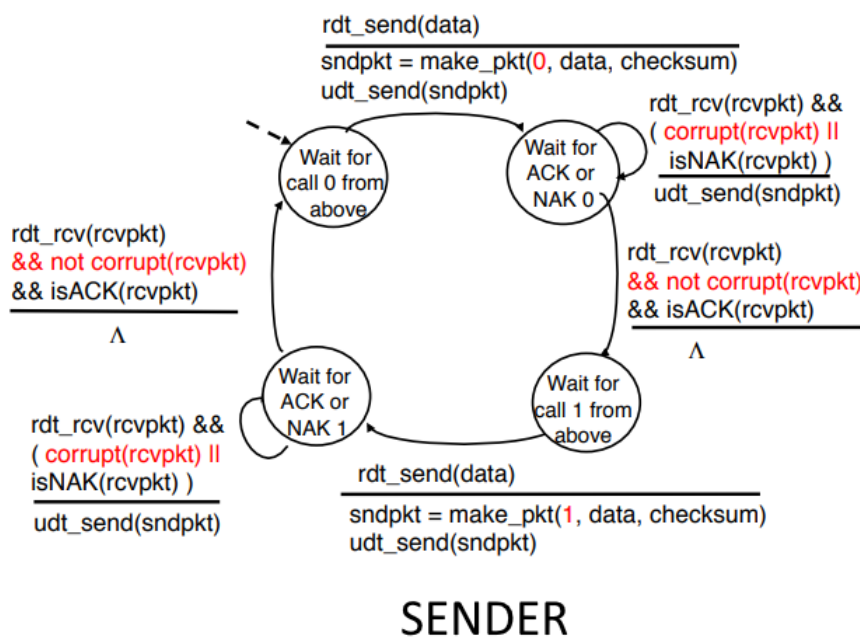 rdt_send(data)
sndpkt = make_pkt(0, data, checksum)
udt_send(sndpkt)
Wait for
call 0 from
above
Wait for
ACK or
NAK 0
rdt_rcv(rcvpkt) &&
( corrupt(rcvpkt) ||
isNAK(rcvpkt) )
udt_send(sndpkt)
rdt_rcv(rcvpkt)
&& not corrupt(rcvpkt)
&& isACK(rcvpkt)
Λ
rdt_rcv(rcvpkt)
&& not corrupt(rcvpkt)
&& isACK(rcvpkt)
Λ
Wait for
ACK or
NAK 1
Wait for
call 1 from
above
rdt_rcv(rcvpkt) &&
( corrupt(rcvpkt) ||
isNAK(rcvpkt) )
udt_send(sndpkt)
rdt_send(data)
sndpkt = make_pkt(1, data, checksum)
udt_send(sndpkt)
SENDER